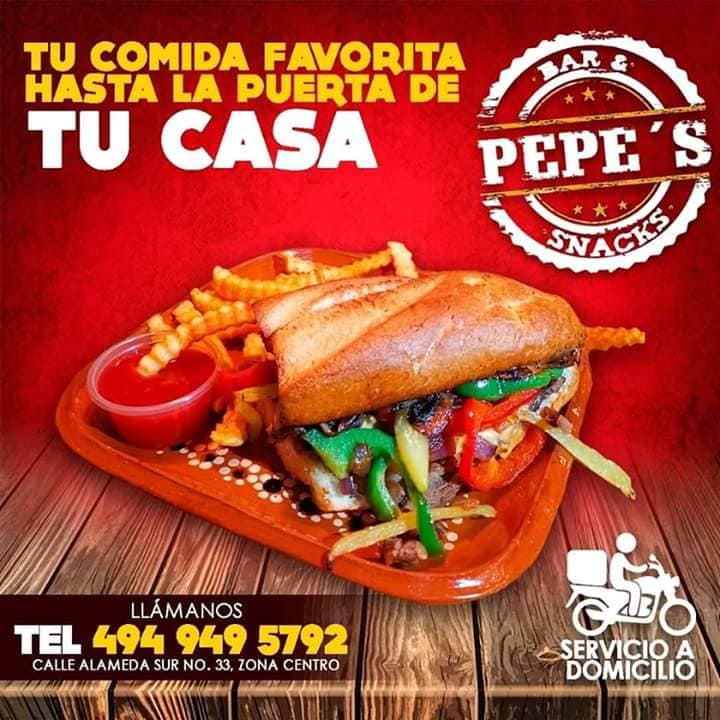 TU COMIDA FAVORITA
HASTA LA PUERTA DE
TU CASA
BAR &
PEPE´S
SNACKS
LLÁMANOS
TEL 494 949 5792
CALLE ALAMEDA SUR NO. 33, ZONA CENTRO
SERVICIO A
DOMICILIO